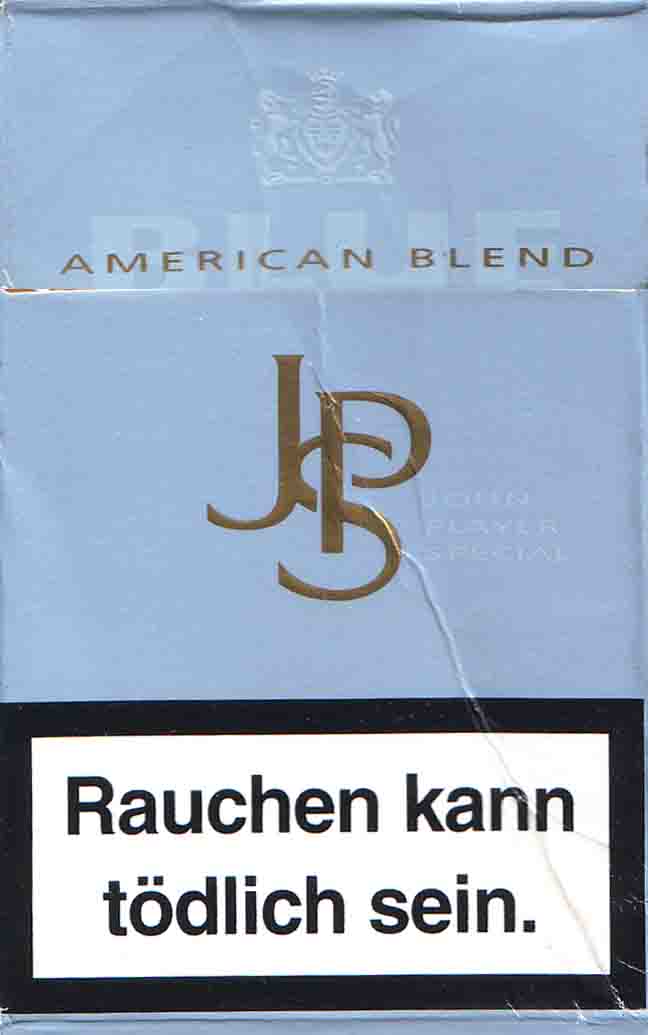 BLUE
AMERICAN BLEND
JPS
JOHN
PLAYER
SPECIAL
Rauchen kann
tödlich sein.